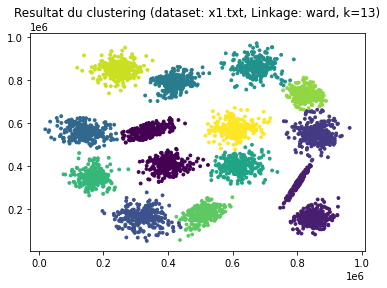 Resultat du clustering (dataset: x1.txt, Linkage: ward, k=13)
1e6
1.0
0.8
0.6
0.4
0.2
0.0 0.2 0.4 0.6 0.8 1.0
1e6